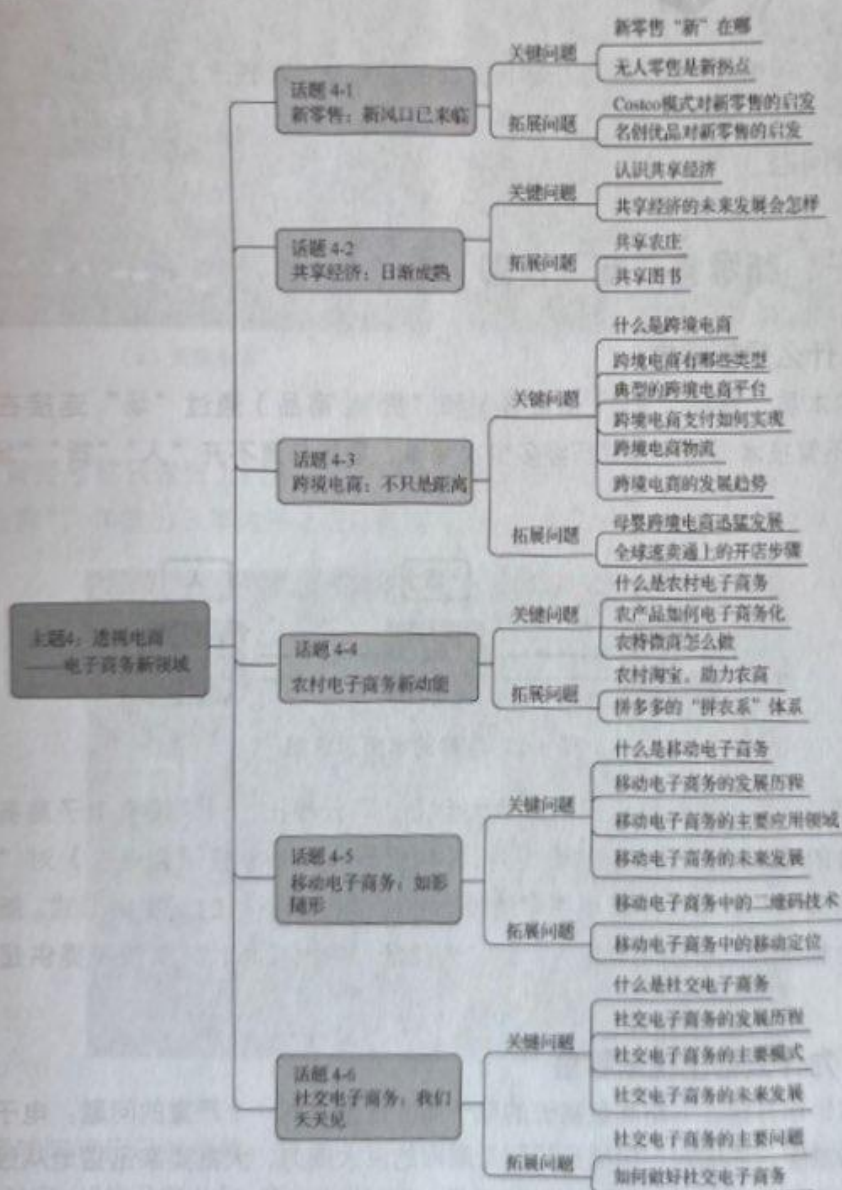 主题4：透视电商
——电子商务新领域
话题 4-1
新零售：新风口已来临
关键问题
新零售“新”在哪
无人零售是新拐点
拓展问题
Costco模式对新零售的启发
名创优品对新零售的启发
话题 4-2
共享经济：日渐成熟
关键问题
认识共享经济
共享经济的未来发展会怎样
拓展问题
共享农庄
共享图书
话题 4-3
跨境电商：不只是距离
关键问题
什么是跨境电商
跨境电商有哪些类型
典型的跨境电商平台
跨境电商支付如何实现
跨境电商物流
跨境电商的发展趋势
拓展问题
母婴跨境电商迅猛发展
全球速卖通上的开店步骤
话题 4-4
农村电子商务新动能
关键问题
什么是农村电子商务
农产品如何电子商务化
农特微商怎么做
拓展问题
农村淘宝，助力农商
拼多多的“拼农系”体系
话题 4-5
移动电子商务：如影
随形
关键问题
什么是移动电子商务
移动电子商务的发展历程
移动电子商务的主要应用领域
移动电子商务的未来发展
拓展问题
移动电子商务中的二维码技术
移动电子商务中的移动定位
话题 4-6
社交电子商务：我们
天天见
关键问题
什么是社交电子商务
社交电子商务的发展历程
社交电子商务的主要模式
社交电子商务的未来发展
拓展问题
社交电子商务的主要问题
如何做好社交电子商务